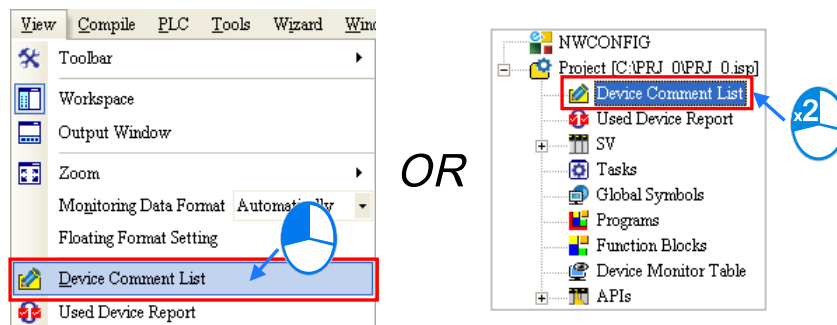 View Compile PLC Tools Wizard
Toolbar
Workspace
Output Window
Zoom
Monitoring Data Format Automatically
Floating Format Setting
Device Comment List
Used Device Report
OR
NWCONFIG
Project [C:\PRJ_0\PRJ_0.isp]
Device Comment List
x2
Used Device Report
SV
Tasks
Global Symbols
Programs
Function Blocks
Device Monitor Table
APIs